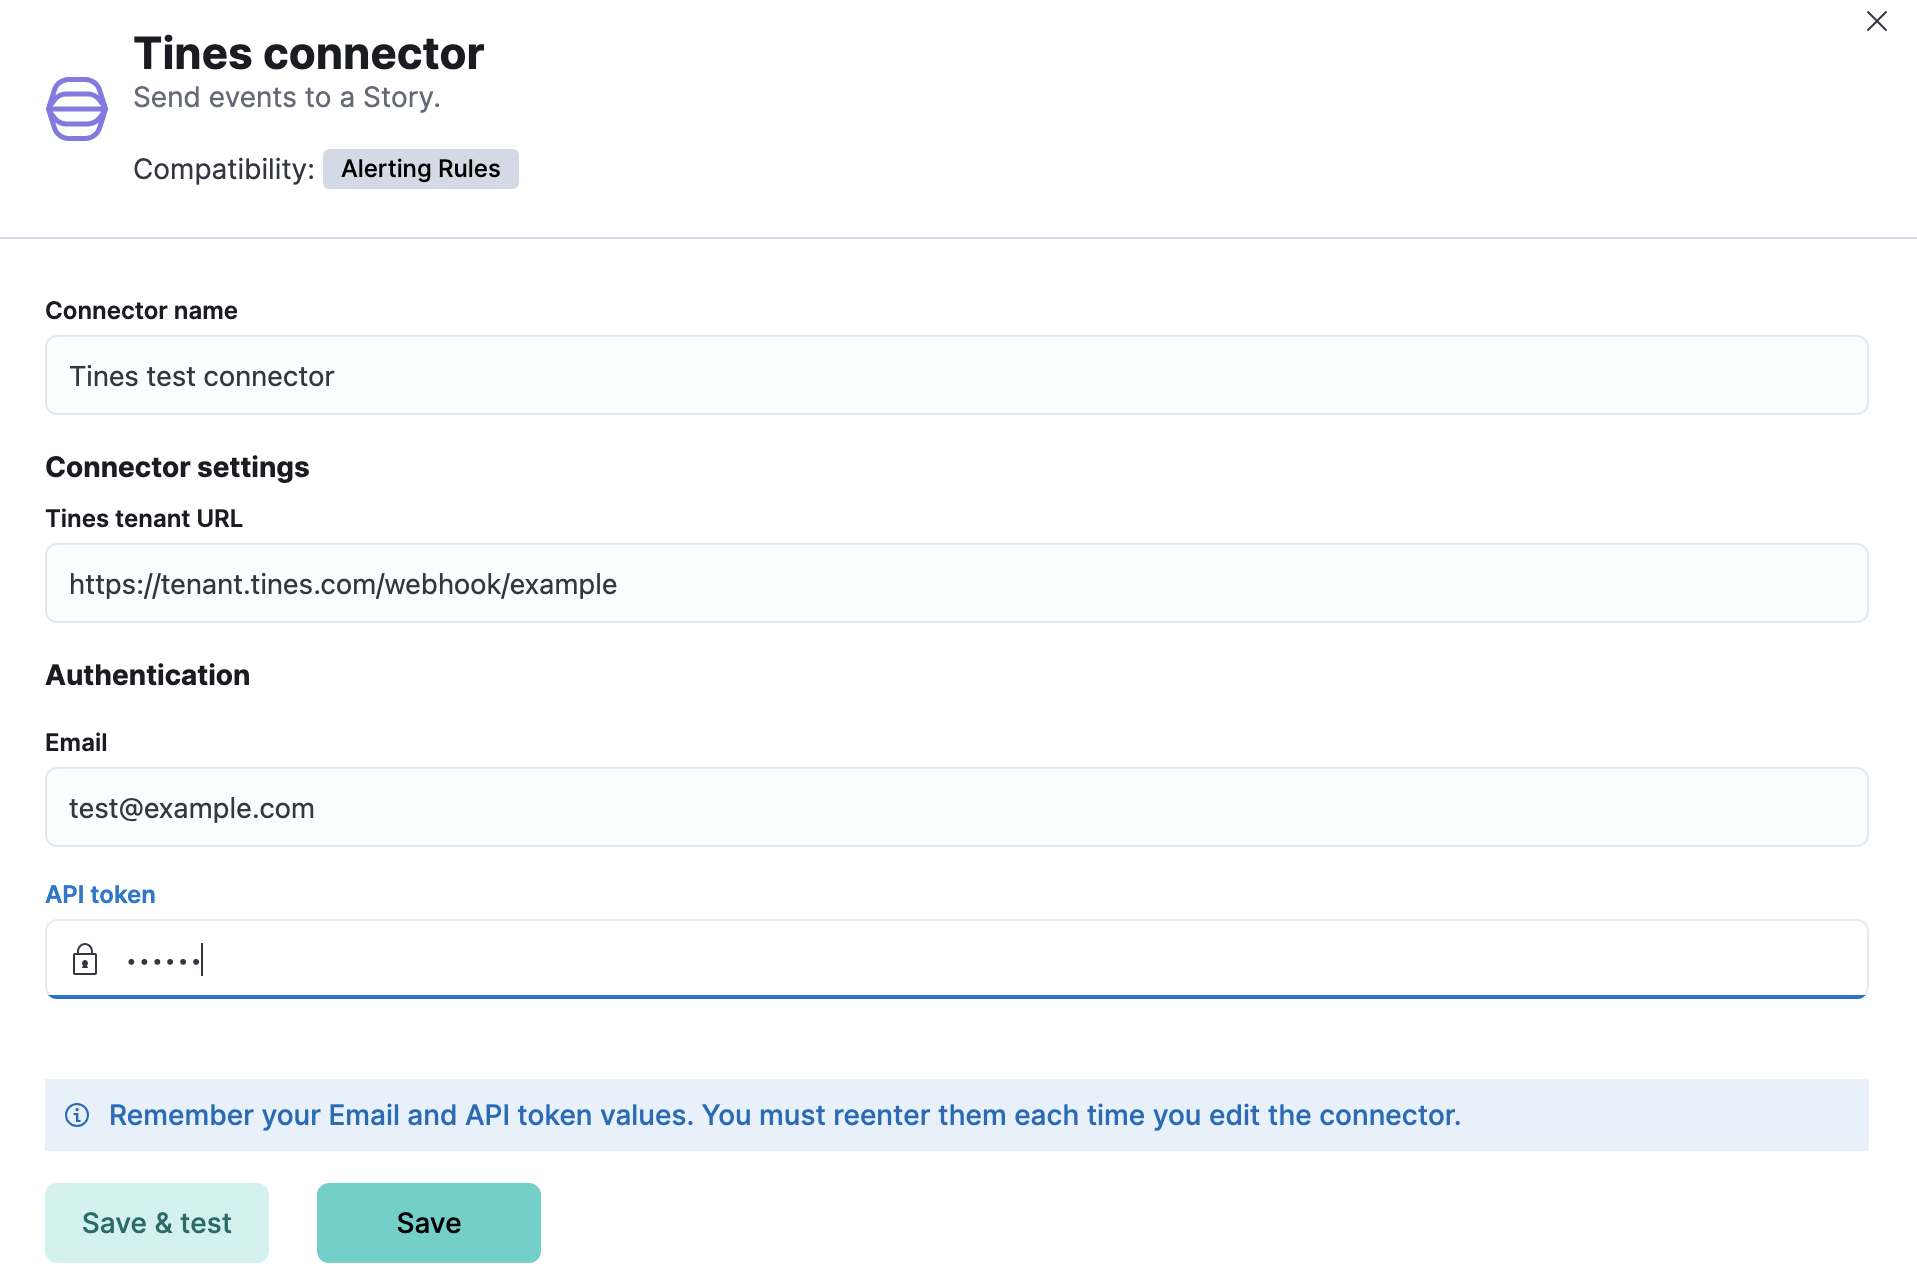 Tines connector
Send events to a Story.
Compatibility: Alerting Rules
Connector name
Tines test connector
Connector settings
Tines tenant URL
https://tenant.tines.com/webhook/example
Authentication
Email
test@example.com
API token
••••••
Remember your Email and API token values. You must reenter them each time you edit the connector.
Save & test
Save